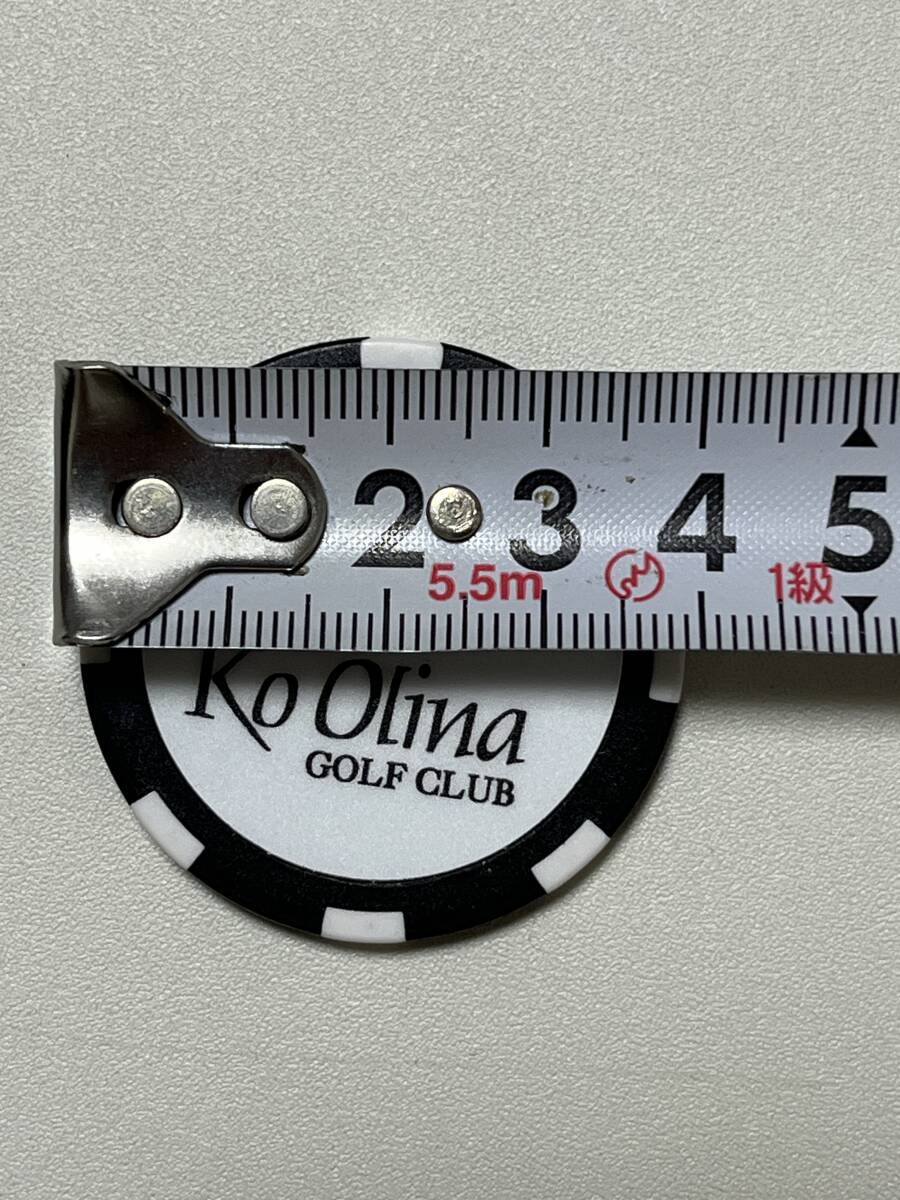 2 3 4 5
5.5m 1級
Ko Olina
GOLF CLUB